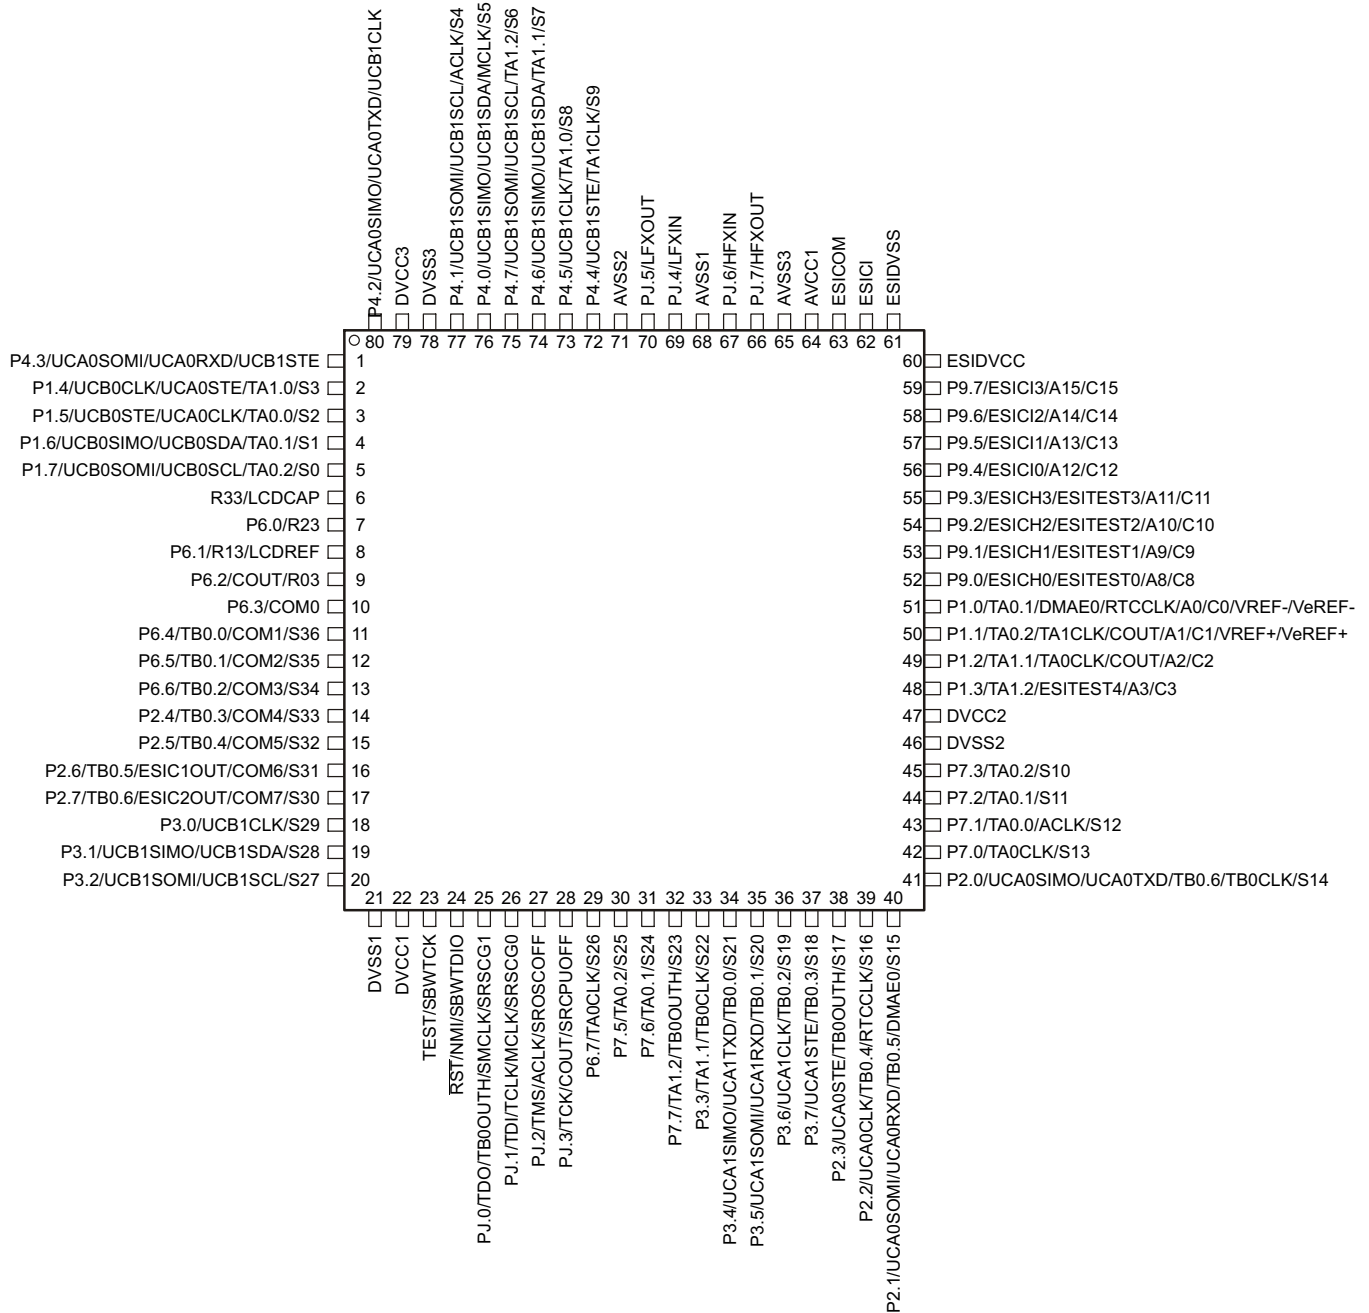 P4.2/UCA0SIMO/UCA0TXD/UCB1CLK
DVCC3
DVSS3
P4.1/UCB1SOMI/UCB1SCL/ACLK/S4
P4.0/UCB1SIMO/UCB1SDA/MCLK/S5
P4.7/UCB1SOMI/UCB1SCL/TA1.2/S6
P4.6/UCB1SIMO/UCB1SDA/TA1.1/S7
P4.5/UCB1CLK/TA1.0/S8
P4.4/UCB1STE/TA1CLK/S9
AVSS2
PJ.5/LFXOUT
PJ.4/LFXIN
AVSS1
PJ.6/HFXIN
PJ.7/HFXOUT
AVSS3
AVCC1
ESICOM
ESICI
ESIDVSS
80 79 78 77 76 75 74 73 72 71 70 69 68 67 66 65 64 63 62 61
P4.3/UCA0SOMI/UCA0RXD/UCB1STE 1
P1.4/UCB0CLK/UCA0STE/TA1.0/S3 2
P1.5/UCB0STE/UCA0CLK/TA0.0/S2 3
P1.6/UCB0SIMO/UCB0SDA/TA0.1/S1 4
P1.7/UCB0SOMI/UCB0SCL/TA0.2/S0 5
R33/LCDCAP 6
P6.0/R23 7
P6.1/R13/LCDREF 8
P6.2/COUT/R03 9
P6.3/COM0 10
P6.4/TB0.0/COM1/S36 11
P6.5/TB0.1/COM2/S35 12
P6.6/TB0.2/COM3/S34 13
P2.4/TB0.3/COM4/S33 14
P2.5/TB0.4/COM5/S32 15
P2.6/TB0.5/ESIC1OUT/COM6/S31 16
P2.7/TB0.6/ESIC2OUT/COM7/S30 17
P3.0/UCB1CLK/S29 18
P3.1/UCB1SIMO/UCB1SDA/S28 19
P3.2/UCB1SOMI/UCB1SCL/S27 20
60 ESIDVCC
59 P9.7/ESICI3/A15/C15
58 P9.6/ESICI2/A14/C14
57 P9.5/ESICI1/A13/C13
56 P9.4/ESICI0/A12/C12
55 P9.3/ESICH3/ESITEST3/A11/C11
54 P9.2/ESICH2/ESITEST2/A10/C10
53 P9.1/ESICH1/ESITEST1/A9/C9
52 P9.0/ESICH0/ESITEST0/A8/C8
51 P1.0/TA0.1/DMAE0/RTCCLK/A0/C0/VREF-/VeREF-
50 P1.1/TA0.2/TA1CLK/COUT/A1/C1/VREF+/VeREF+
49 P1.2/TA1.1/TA0CLK/COUT/A2/C2
48 P1.3/TA1.2/ESITEST4/A3/C3
47 DVCC2
46 DVSS2
45 P7.3/TA0.2/S10
44 P7.2/TA0.1/S11
43 P7.1/TA0.0/ACLK/S12
42 P7.0/TA0CLK/S13
41 P2.0/UCA0SIMO/UCA0TXD/TB0.6/TB0CLK/S14
21 22 23 24 25 26 27 28 29 30 31 32 33 34 35 36 37 38 39 40
DVSS1
DVCC1
TEST/SBWTCK
RST/NMI/SBWTDIO
PJ.0/TDO/TB0OUTH/SMCLK/SRSCG1
PJ.1/TDI/TCLK/MCLK/SRSCG0
PJ.2/TMS/ACLK/SROSCOFF
PJ.3/TCK/COUT/SRCPUOFF
P6.7/TA0CLK/S26
P7.5/TA0.2/S25
P7.6/TA0.1/S24
P7.7/TA1.2/TB0OUTH/S23
P3.3/TA1.1/TB0CLK/S22
P3.4/UCA1SIMO/UCA1TXD/TB0.0/S21
P3.5/UCA1SOMI/UCA1RXD/TB0.1/S20
P3.6/UCA1CLK/TB0.2/S19
P3.7/UCA1STE/TB0.3/S18
P2.3/UCA0STE/TB0OUTH/S17
P2.2/UCA0CLK/TB0.4/RTCCLK/S16
P2.1/UCA0SOMI/UCA0RXD/TB0.5/DMAE0/S15